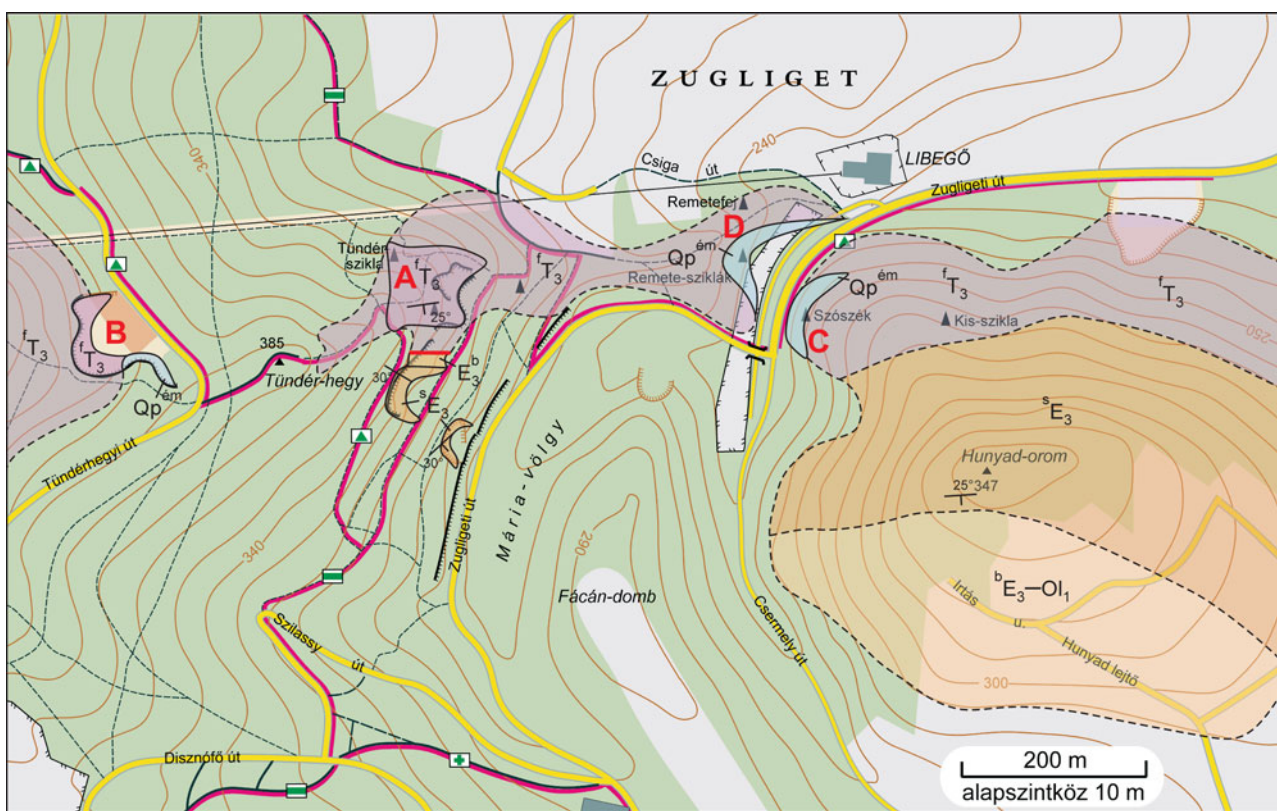 ZUGLIGET
340
240
Csiga út
LIBEGŐ
Zugligeti út
Remetefej
D
Tündér-
szikla
A
fT3
fT3
Qp ém
Remete-sziklák
Qp ém
fT3
fT3
25°
Szószék
Kis-szikla
250
B
fT3
fT3
385
C
Tündér-hegy
30°
E3 b
Qp ém
sE3
sE3
30°
Hunyad-orom
25° 347
Tündérhegyi út
Mária-völgy
Zugligeti út
290
340
bE3–Ol1
Fácán-domb
Irtás
u.
Csermely út
Szilassy út
Hunyad lejtő
300
Disznófő út
200 m
alapszintköz 10 m